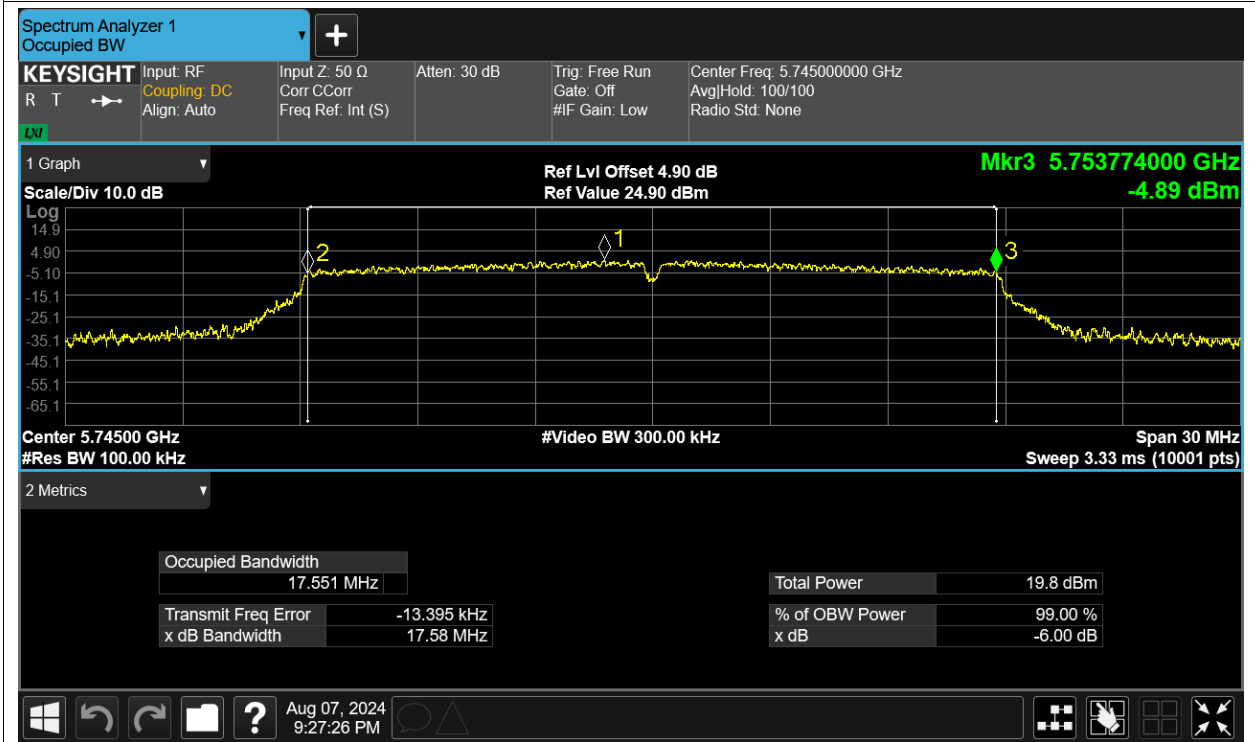 Spectrum Analyzer 1
Occupied BW
KEYSIGHT
R T
LXI
Input: RF
Coupling: DC
Align: Auto
Input Z: 50 Ω
Corr CCorr
Freq Ref: Int (S)
Atten: 30 dB
Trig: Free Run
Gate: Off
#IF Gain: Low
Center Freq: 5.745000000 GHz
Avg|Hold: 100/100
Radio Std: None
1 Graph
Scale/Div 10.0 dB
Ref Lvl Offset 4.90 dB
Ref Value 24.90 dBm
Mkr3 5.753774000 GHz
-4.89 dBm
Log
14.9
4.90
-5.10
-15.1
-25.1
-35.1
-45.1
-55.1
-65.1
2
1
3
Center 5.74500 GHz
#Res BW 100.00 kHz
#Video BW 300.00 kHz
Span 30 MHz
Sweep 3.33 ms (10001 pts)
2 Metrics
Occupied Bandwidth
17.551 MHz
Transmit Freq Error -13.395 kHz
x dB Bandwidth 17.58 MHz
Total Power 19.8 dBm
% of OBW Power 99.00 %
x dB -6.00 dB
?
Aug 07, 2024
9:27:26 PM